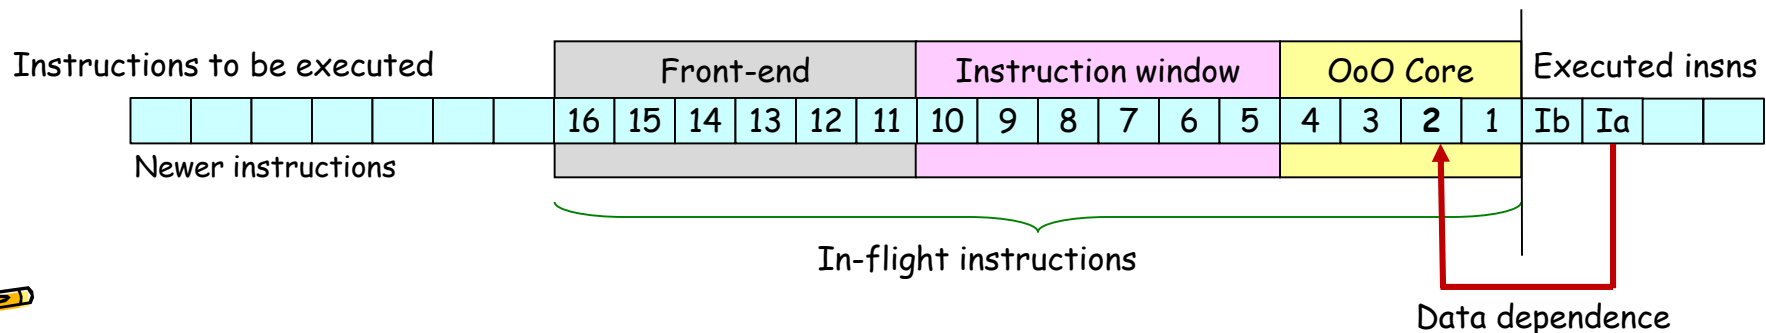 Instructions to be executed
Front-end
Instruction window
OoO Core
Executed insns
16 15 14 13 12 11 10 9 8 7 6 5 4 3 2 1 Ib Ia
Newer instructions
In-flight instructions
Data dependence